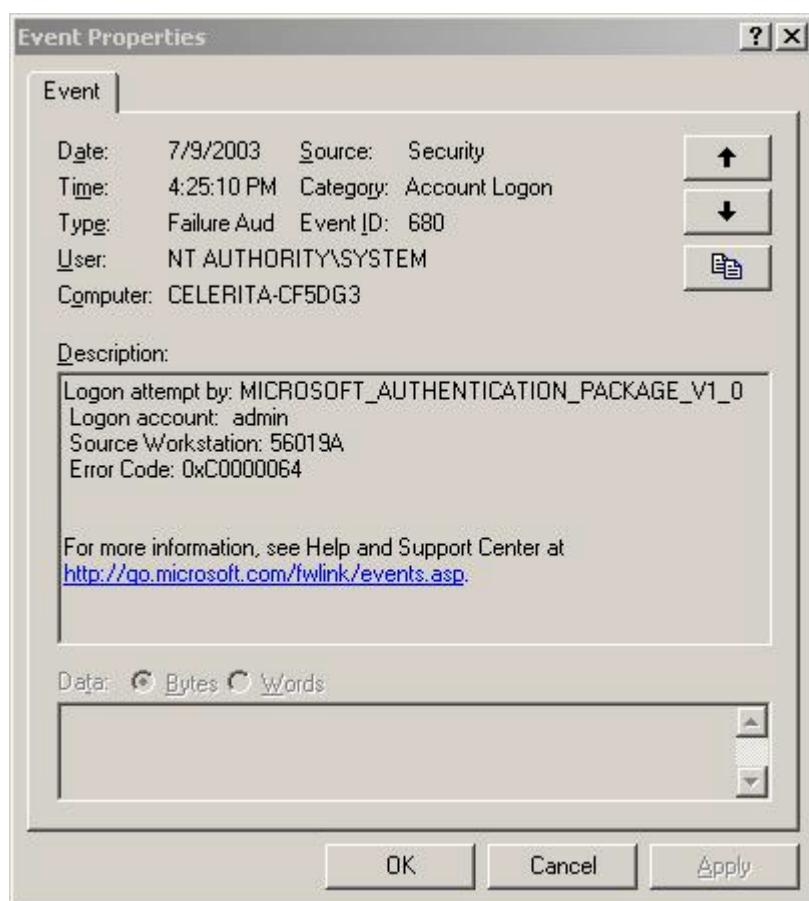 Event Properties
Event
Date: 7/9/2003 Source: Security
Time: 4:25:10 PM Category: Account Logon
Type: Failure Aud Event ID: 680
User: NT AUTHORITY\SYSTEM
Computer: CELERITA-CF5DG3
Description:
Logon attempt by: MICROSOFT_AUTHENTICATION_PACKAGE_V1_0
Logon account: admin
Source Workstation: 56019A
Error Code: 0xC0000064
For more information, see Help and Support Center at
http://go.microsoft.com/fwlink/events.asp.
Data: Bytes Words
OK Cancel Apply